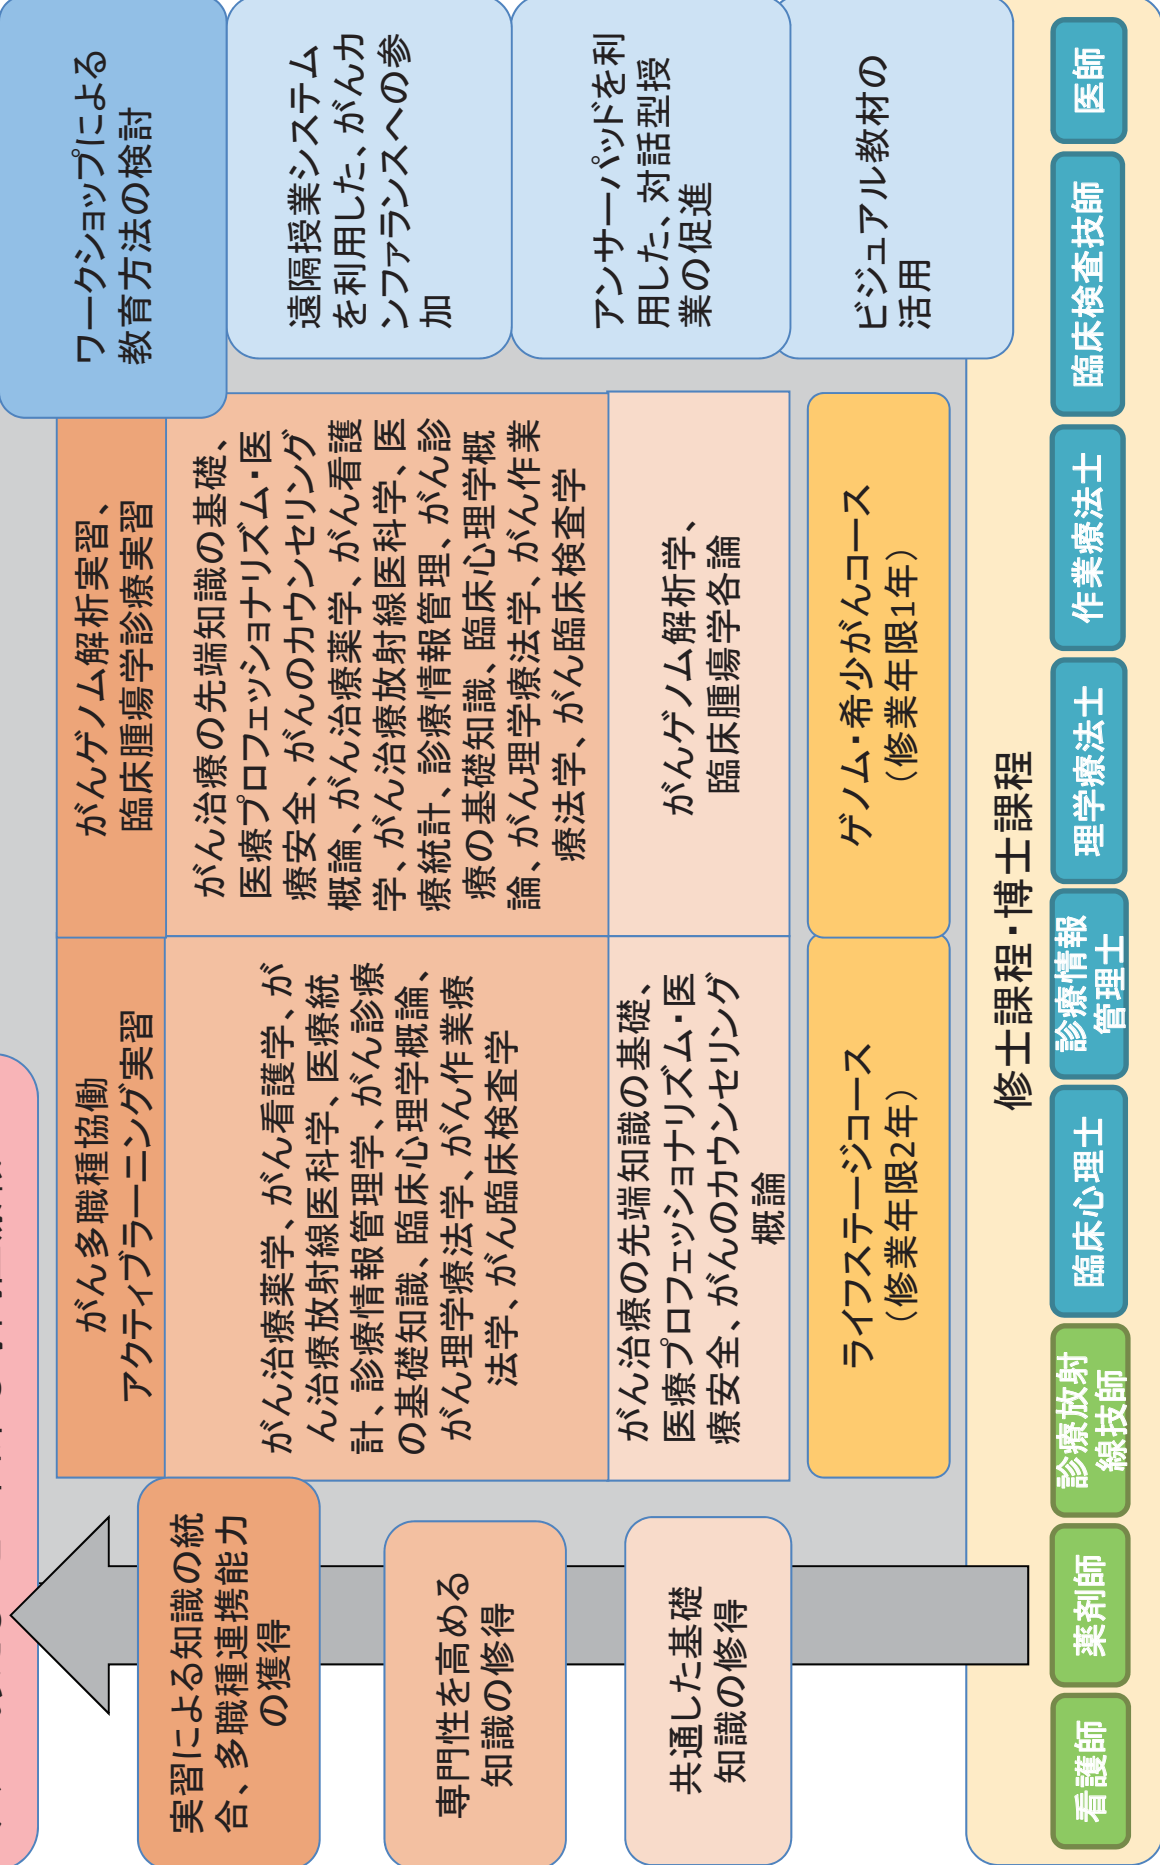 実習による知識の統
合、多職種連携能力
の獲得
専門性を高める
知識の修得
共通した基礎
知識の修得
がん多職種協働
アクティブラーニング実習
がん治療薬学、がん看護学、が
ん治療放射線医科学、医療統
計、診療情報管理学、がん診療
の基礎知識、臨床心理学概論、
がん理学療法学、がん作業療
法学、がん臨床検査学
がん治療の先端知識の基礎、
医療プロフェッショナリズム・医
療安全、がんのカウンセリング
概論
ライフステージコース
（修業年限2年）
がんゲノム解析実習、
臨床腫瘍学診療実習
がん治療の先端知識の基礎、
医療プロフェッショナリズム・医
療安全、がんのカウンセリング
概論、がん治療薬学、がん看護
学、がん治療放射線医科学、医
療統計、診療情報管理、がん診
療の基礎知識、臨床心理学概
論、がん理学療法学、がん作業
療法学、がん臨床検査学
がんゲノム解析学、
臨床腫瘍学各論
ゲノム・希少がんコース
（修業年限1年）
ワークショップによる
教育方法の検討
遠隔授業システム
を利用した、がんカ
ンファランスへの参
加
アンサーパッドを利
用した、対話型授
業の促進
ビジュアル教材の
活用
修士課程・博士課程
看護師
薬剤師
診療放射
線技師
臨床心理士
診療情報
管理士
理学療法士
作業療法士
臨床検査技師
医師